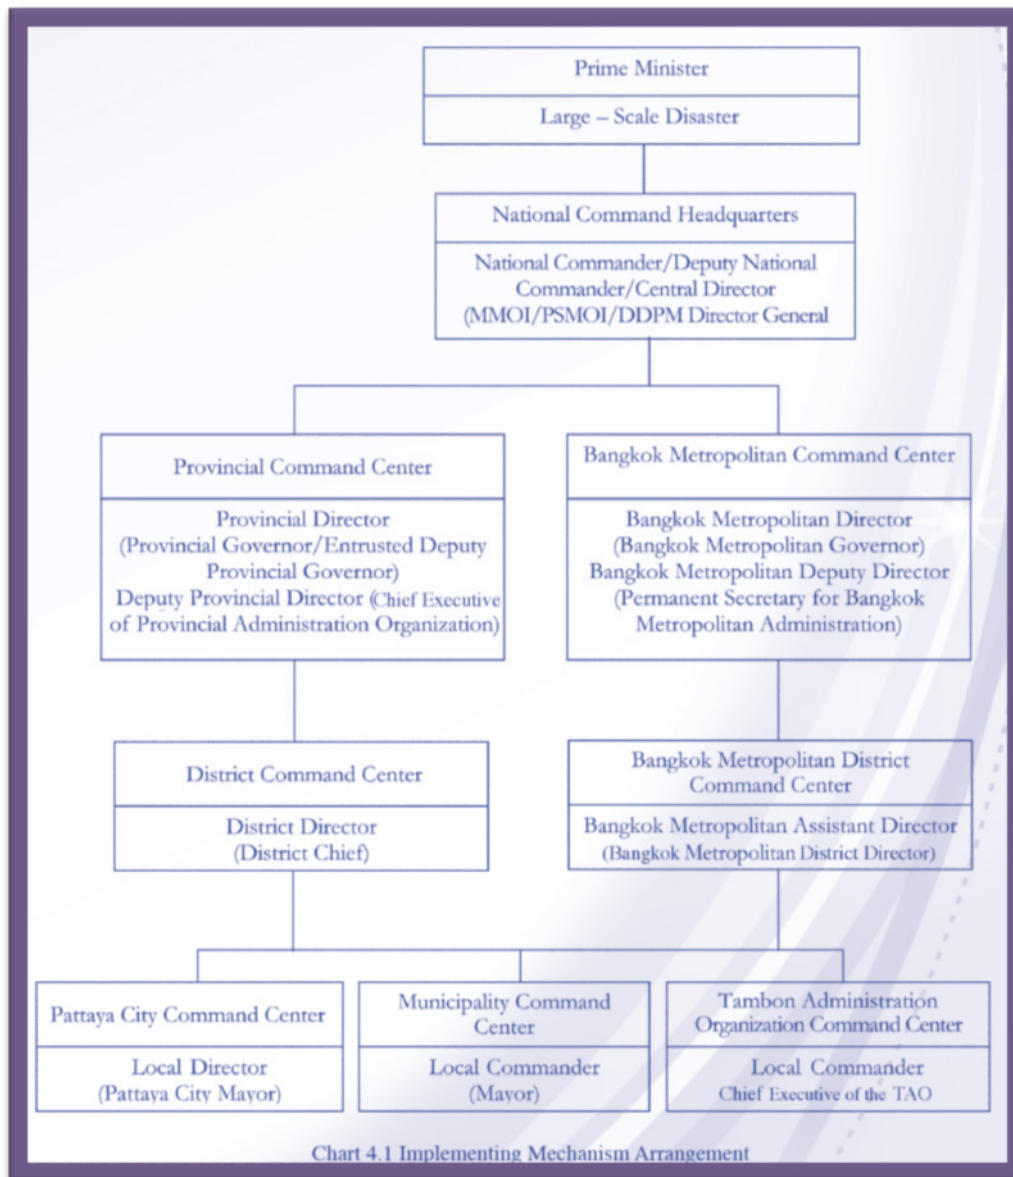 Prime Minister
Large – Scale Disaster
National Command Headquarters
National Commander/Deputy National
Commander/Central Director
(MMOI/PSMOI/DDPM Director General
Provincial Command Center
Provincial Director
(Provincial Governor/Entrusted Deputy
Provincial Governor)
Deputy Provincial Director (Chief Executive
of Provincial Administration Organization)
Bangkok Metropolitan Command Center
Bangkok Metropolitan Director
(Bangkok Metropolitan Governor)
Bangkok Metropolitan Deputy Director
(Permanent Secretary for Bangkok
Metropolitan Administration)
District Command Center
District Director
(District Chief)
Bangkok Metropolitan District
Command Center
Bangkok Metropolitan Assistant Director
(Bangkok Metropolitan District Director)
Pattaya City Command Center
Local Director
(Pattaya City Mayor)
Municipality Command
Center
Local Commander
(Mayor)
Tambon Administration
Organization Command Center
Local Commander
Chief Executive of the TAO
Chart 4.1 Implementing Mechanism Arrangement